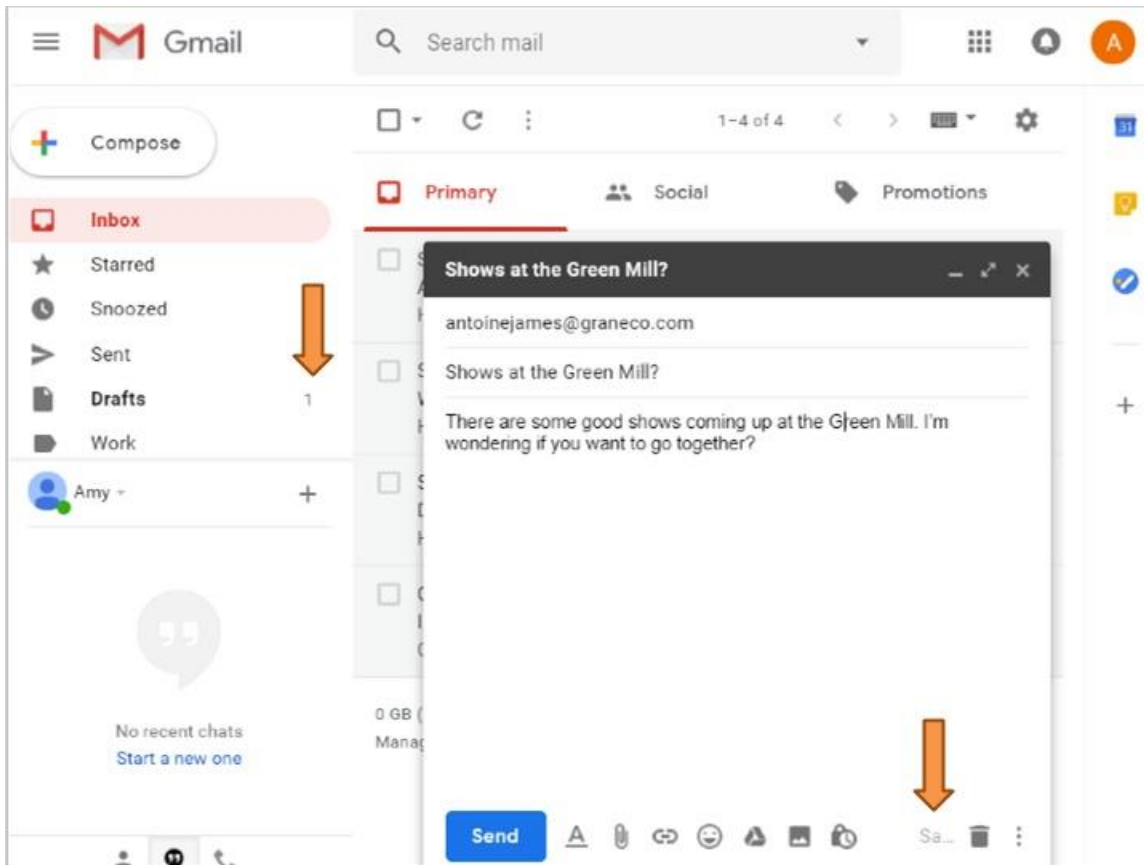 Gmail
Search mail
A
Compose
1-4 of 4
31
Primary
Social
Promotions
Inbox
Starred
Snoozed
Sent
Drafts 1
Work
Amy
No recent chats
Start a new one
Shows at the Green Mill?
antoinejames@graneco.com
Shows at the Green Mill?
There are some good shows coming up at the Green Mill. I'm
wondering if you want to go together?
0 GB (
Manag
Send
A
Sa...